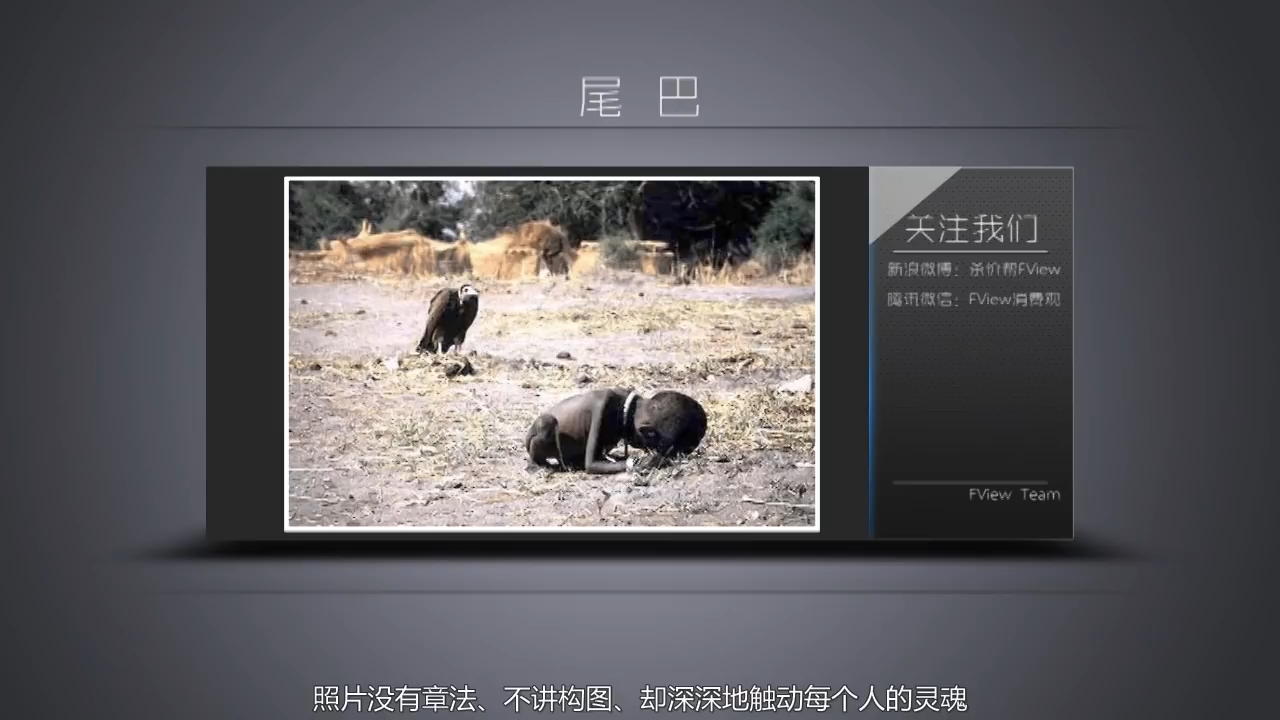 尾巴
关注我们
新浪微博：杀价帮FView
腾讯微信：FView消费观
FView Team
照片没有章法、不讲构图、却深深地触动每个人的灵魂